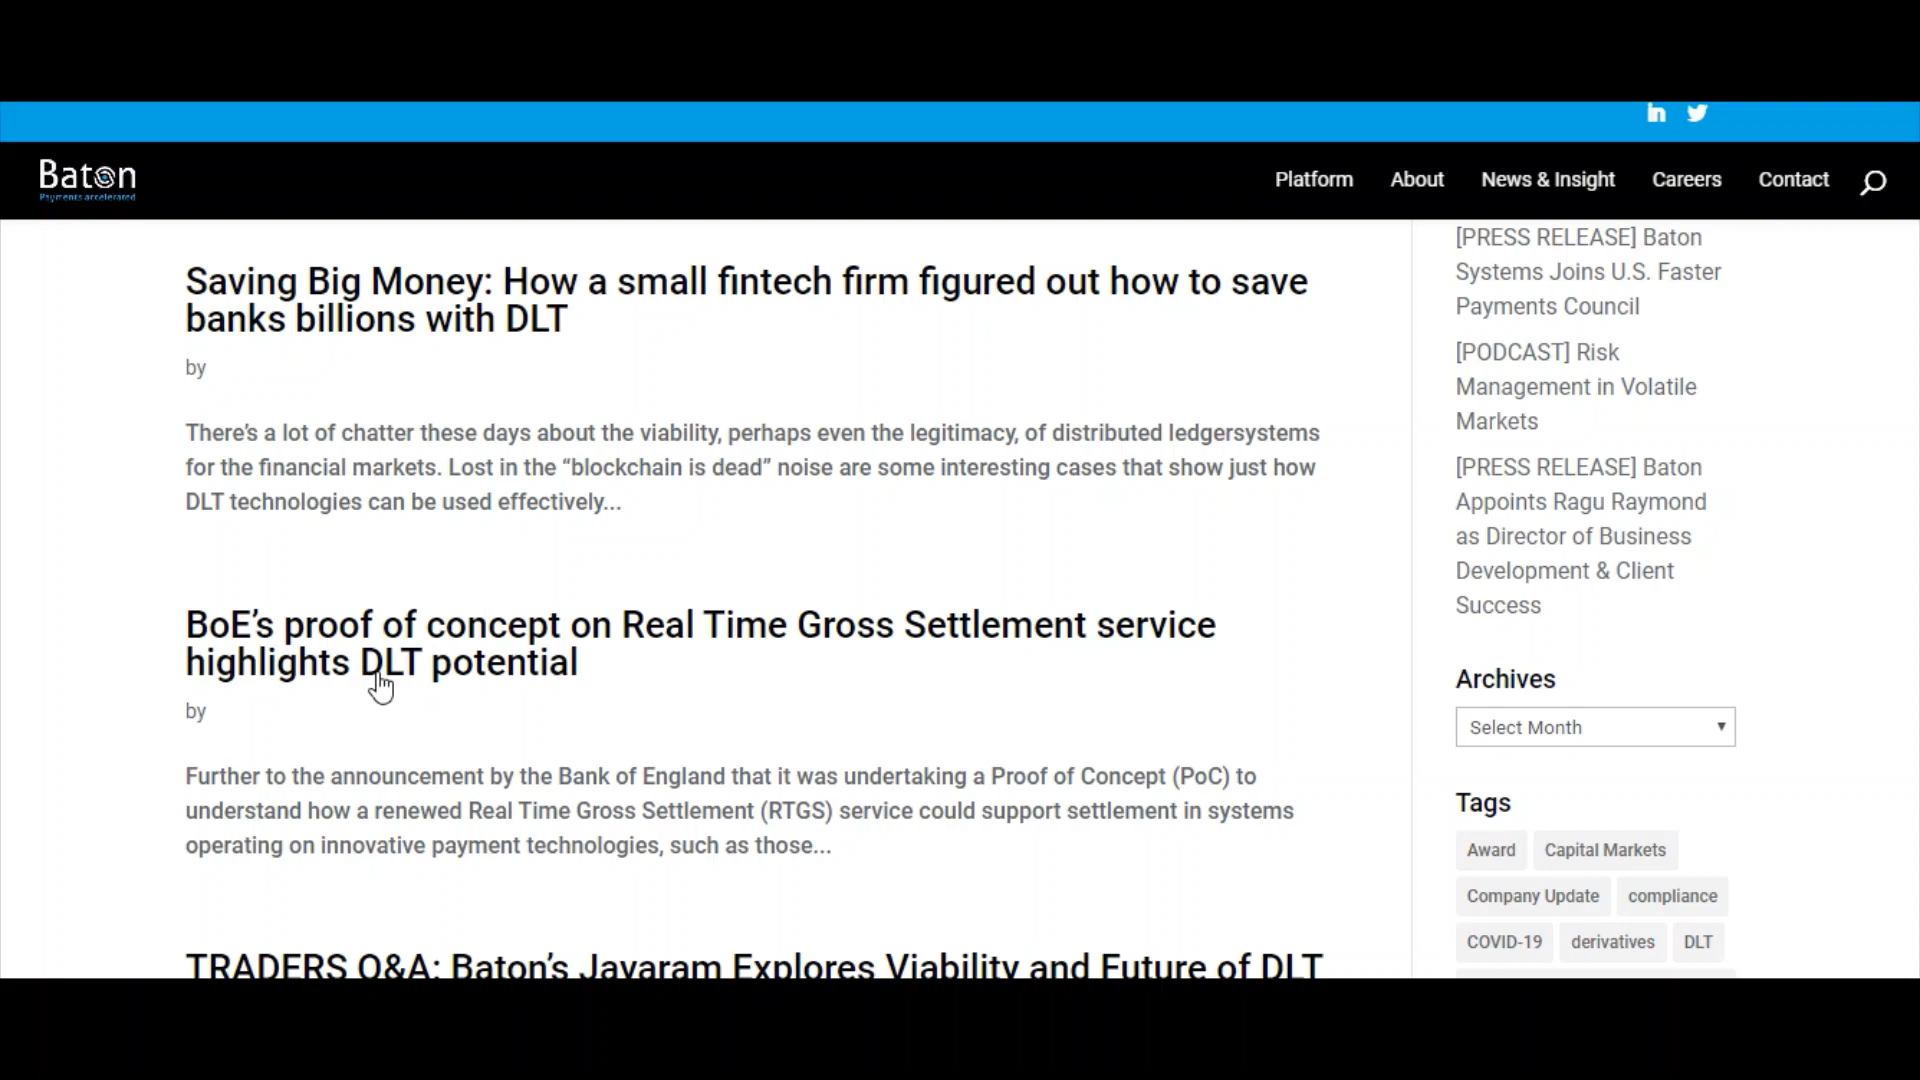 in
Baton
Payments accelerated
Platform About News & Insight Careers Contact
Saving Big Money: How a small fintech firm figured out how to save
banks billions with DLT
by
There’s a lot of chatter these days about the viability, perhaps even the legitimacy, of distributed ledgersystems
for the financial markets. Lost in the “blockchain is dead” noise are some interesting cases that show just how
DLT technologies can be used effectively...
BoE’s proof of concept on Real Time Gross Settlement service
highlights DLT potential
by
Further to the announcement by the Bank of England that it was undertaking a Proof of Concept (PoC) to
understand how a renewed Real Time Gross Settlement (RTGS) service could support settlement in systems
operating on innovative payment technologies, such as those...
TRADERS Q&A: Baton’s Jayaram Explores Viability and Future of DLT
[PRESS RELEASE] Baton
Systems Joins U.S. Faster
Payments Council
[PODCAST] Risk
Management in Volatile
Markets
[PRESS RELEASE] Baton
Appoints Ragu Raymond
as Director of Business
Development & Client
Success
Archives
Select Month
Tags
Award Capital Markets
Company Update compliance
COVID-19 derivatives DLT